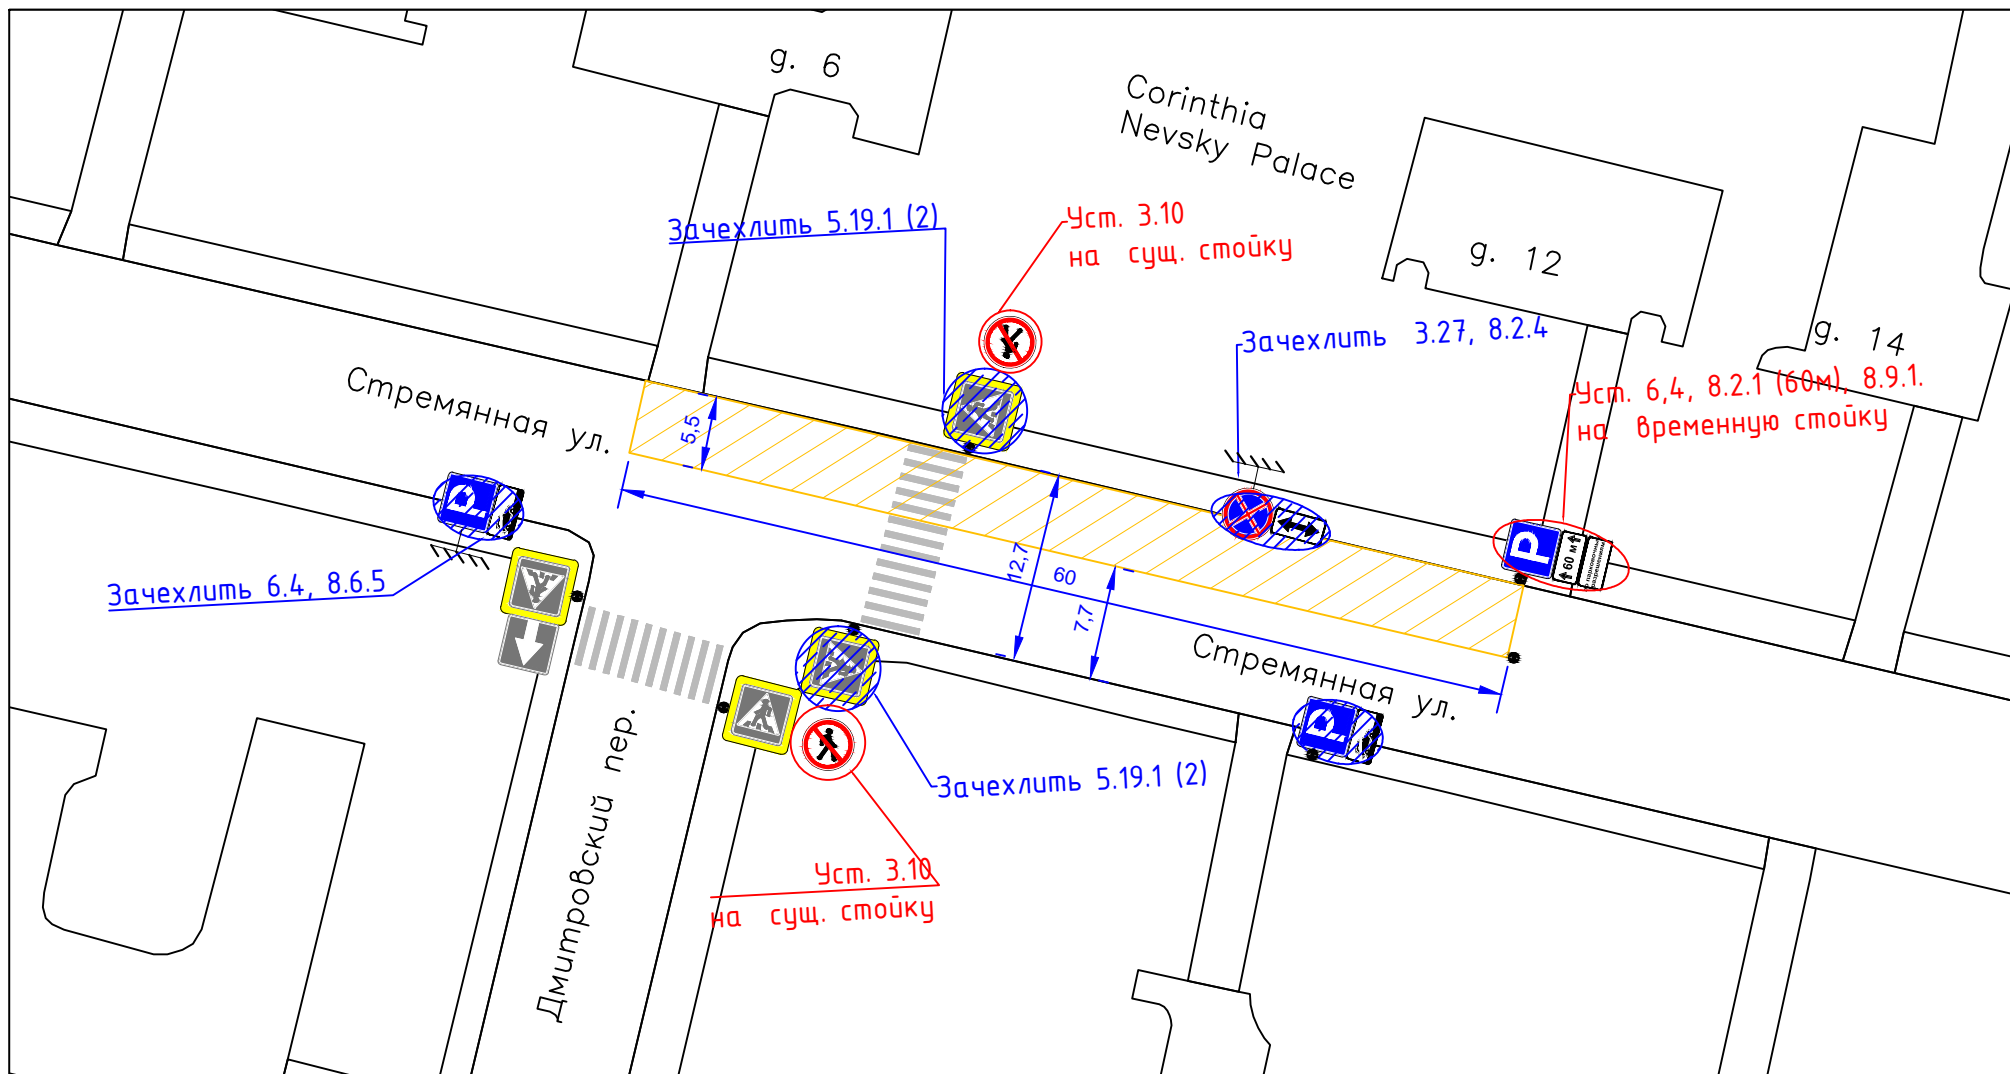 д. 6
Corinthia
Nevsky Palace
Зачехлить 5.19.1 (2)
Уст. 3.10
на сущ. стойку
д. 12
Зачехлить 3.27, 8.2.4
д. 14
Стремянная ул.
Уст. 6,4, 8.2.1 (60м), 8.9.1.
на временную стойку
5,5
P
Зачехлить 6.4, 8.6.5
12,7
60
7,7
P
60 м
Стремянная ул.
P
Зачехлить 5.19.1 (2)
Дмитровский пер.
Уст. 3.10
на сущ. стойку